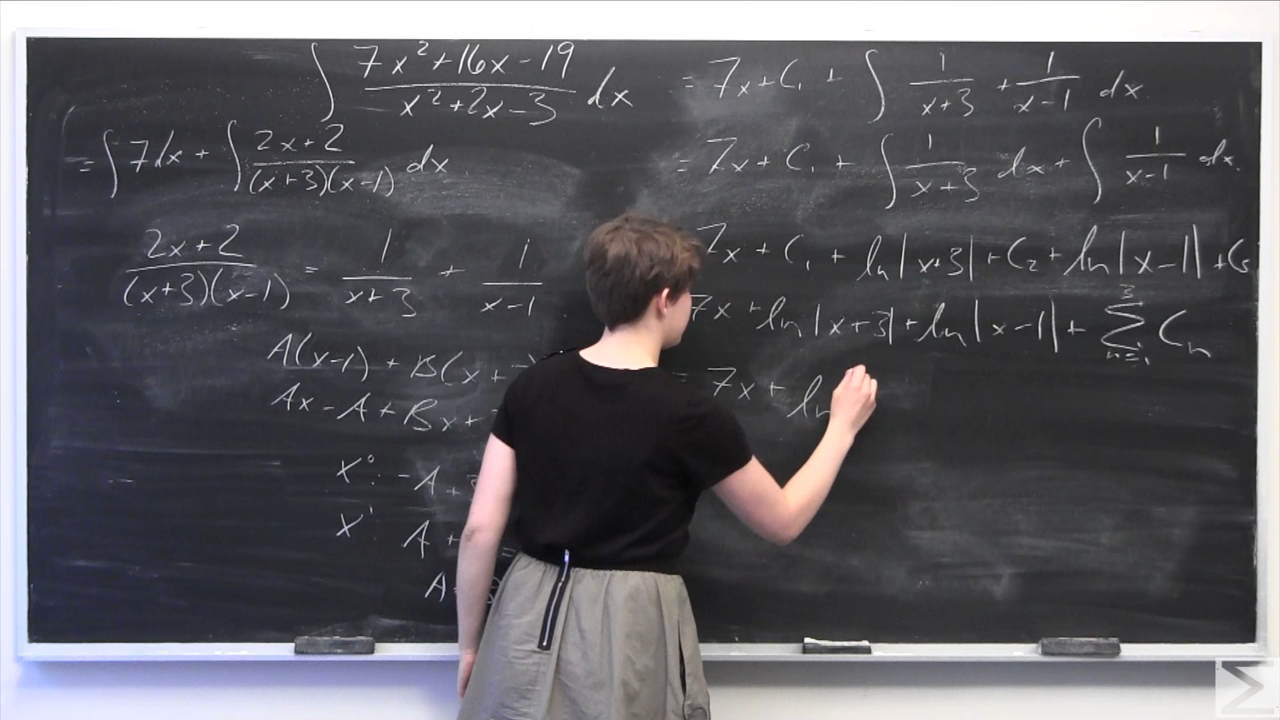 ∫ (7x²+16x-19)/(x²+2x-3) dx
= ∫ 7dx + ∫ (2x+2)/((x+3)(x-1)) dx
(2x+2)/((x+3)(x-1)) = 1/(x+3) + 1/(x-1)
A(x-1) + B(x+
Ax - A + Bx +
x⁰: -A +
x¹ A + =
A
= 7x + C₁ + ∫ 1/(x+3) + 1/(x-1) dx
= 7x + C₁ + ∫ 1/(x+3) dx + ∫ 1/(x-1) dx.
7x + C₁ + ln|x+3| + C₂ + ln|x-1| + C₃
7x + ln|x+3| + ln|x-1| + ∑ₙ₌₁³ Cₙ
= 7x + ln
Σ